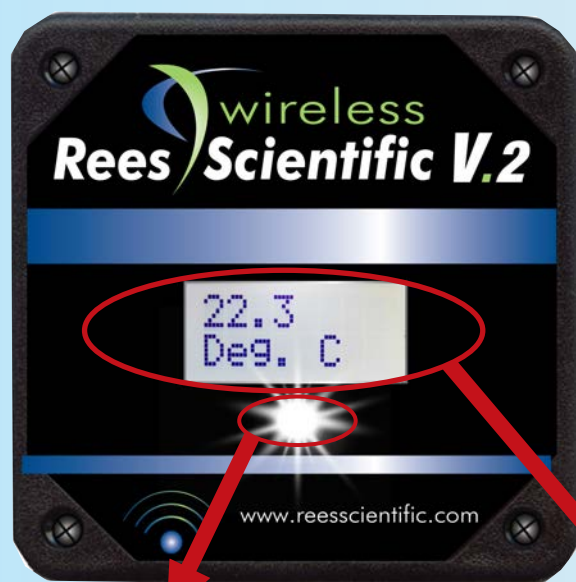 wireless
Rees Scientific V.2
22.3
Deg. C
www.reesscientific.com